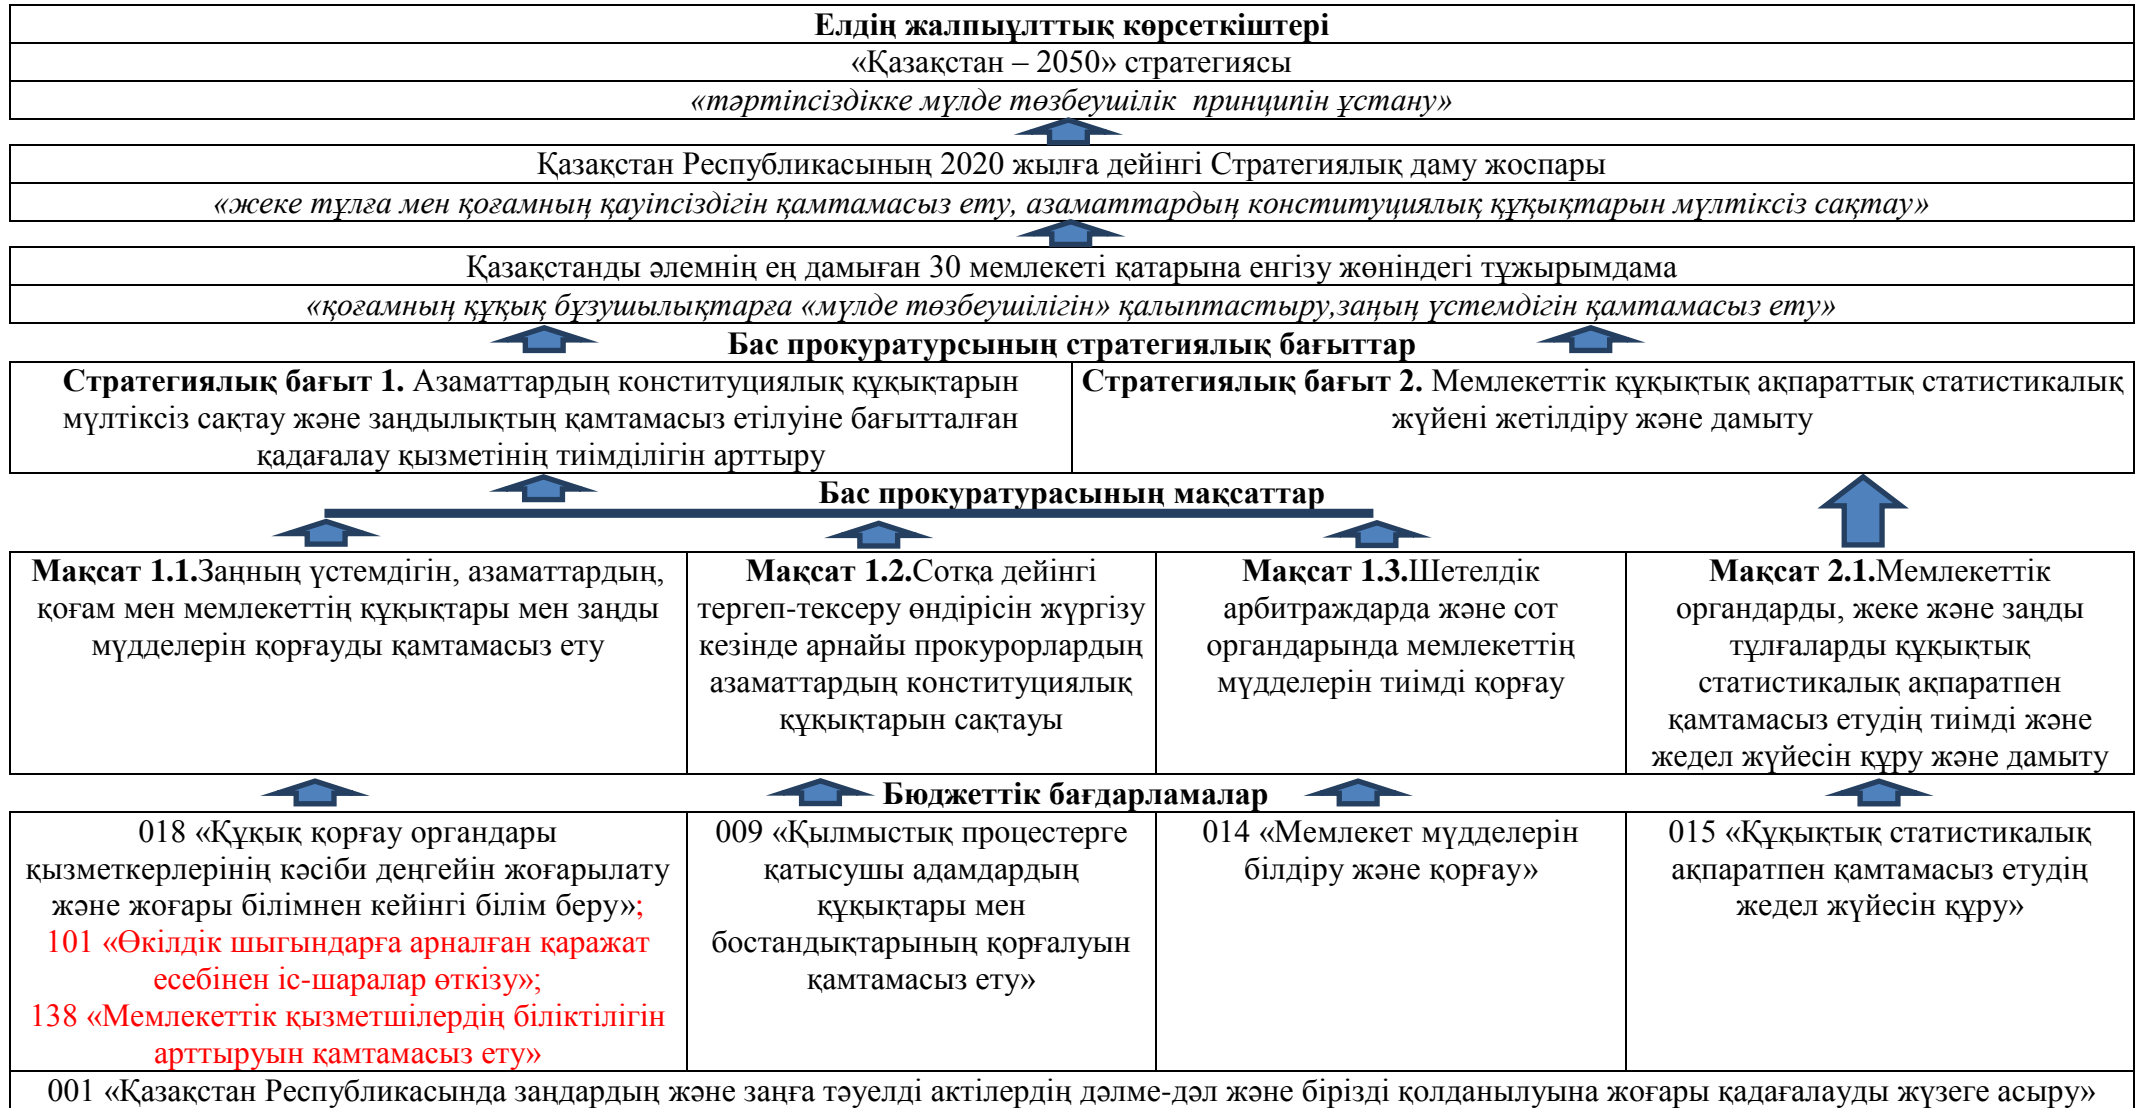 Елдің жалпыұлттық көрсеткіштері
«Қазақстан – 2050» стратегиясы
«тәртіпсіздікке мүлде төзбеушілік принципін ұстану»
Қазақстан Республикасының 2020 жылға дейінгі Стратегиялық даму жоспары
«жеке тұлға мен қоғамның қауіпсіздігін қамтамасыз ету, азаматтардың конституциялық құқықтарын мүлтіксіз сақтау»
Қазақстанды әлемнің ең дамыған 30 мемлекеті қатарына енгізу жөніндегі тұжырымдама
«қоғамның құқық бұзушылықтарға «мүлде төзбеушілігін» қалыптастыру,заңың үстемдігін қамтамасыз ету»
Бас прокуратурсының стратегиялық бағыттар
Стратегиялық бағыт 1. Азаматтардың конституциялық құқықтарын
мүлтіксіз сақтау және заңдылықтың қамтамасыз етілуіне бағытталған
қадағалау қызметінің тиімділігін арттыру
Стратегиялық бағыт 2. Мемлекеттік құқықтық ақпараттық статистикалық
жүйені жетілдіру және дамыту
Бас прокуратурасының мақсаттар
Мақсат 1.1.Заңның үстемдігін, азаматтардың,
қоғам мен мемлекеттің құқықтары мен заңды
мүдделерін қорғауды қамтамасыз ету
Мақсат 1.2.Сотқа дейінгі
тергеп-тексеру өндірісін жүргізу
кезінде арнайы прокурорлардың
азаматтардың конституциялық
құқықтарын сақтауы
Мақсат 1.3.Шетелдік
арбитраждарда және сот
органдарында мемлекеттің
мүдделерін тиімді қорғау
Мақсат 2.1.Мемлекеттік
органдарды, жеке және заңды
тұлғаларды құқықтық
статистикалық ақпаратпен
қамтамасыз етудің тиімді және
жедел жүйесін құру және дамыту
Бюджеттік бағдарламалар
018 «Құқық қорғау органдары
қызметкерлерінің кәсіби деңгейін жоғарылату
және жоғары білімнен кейінгі білім беру»;
101 «Өкілдік шыгындарға арналған қаражат
есебінен іс-шаралар өткізу»;
138 «Мемлекеттік қызметшілердің біліктілігін
арттыруын қамтамасыз ету»
009 «Қылмыстық процестерге
қатысушы адамдардың
құқықтары мен
бостандықтарының қорғалуын
қамтамасыз ету»
014 «Мемлекет мүдделерін
білдіру және қорғау»
015 «Құқықтық статистикалық
ақпаратпен қамтамасыз етудің
жедел жүйесін құру»
001 «Қазақстан Республикасында заңдардың және заңға тәуелді актілердің дәлме-дәл және бірізді қолданылуына жоғары қадағалауды жүзеге асыру»